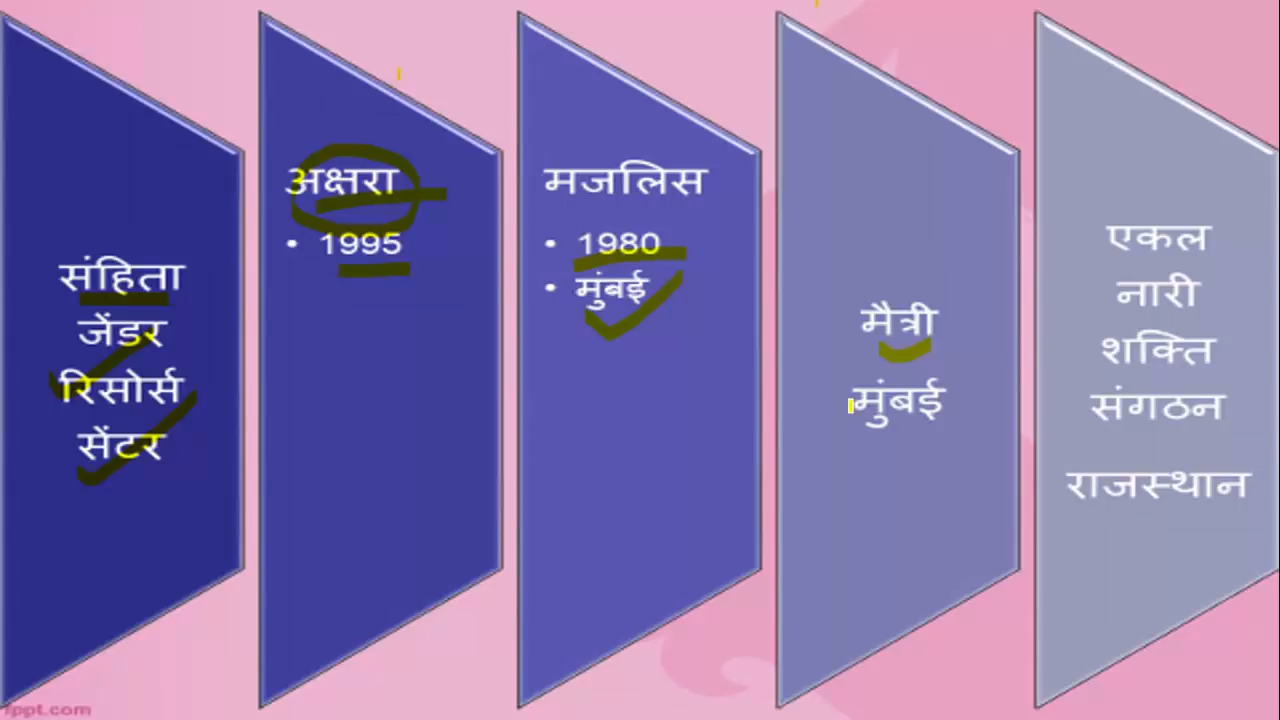 संहिता
जेंडर
रिसोर्स
सेंटर
अक्षरा
• 1995
मजलिस
• 1980
• मुंबई
मैत्री
मुंबई
एकल
नारी
शक्ति
संगठन
राजस्थान
fppt.com